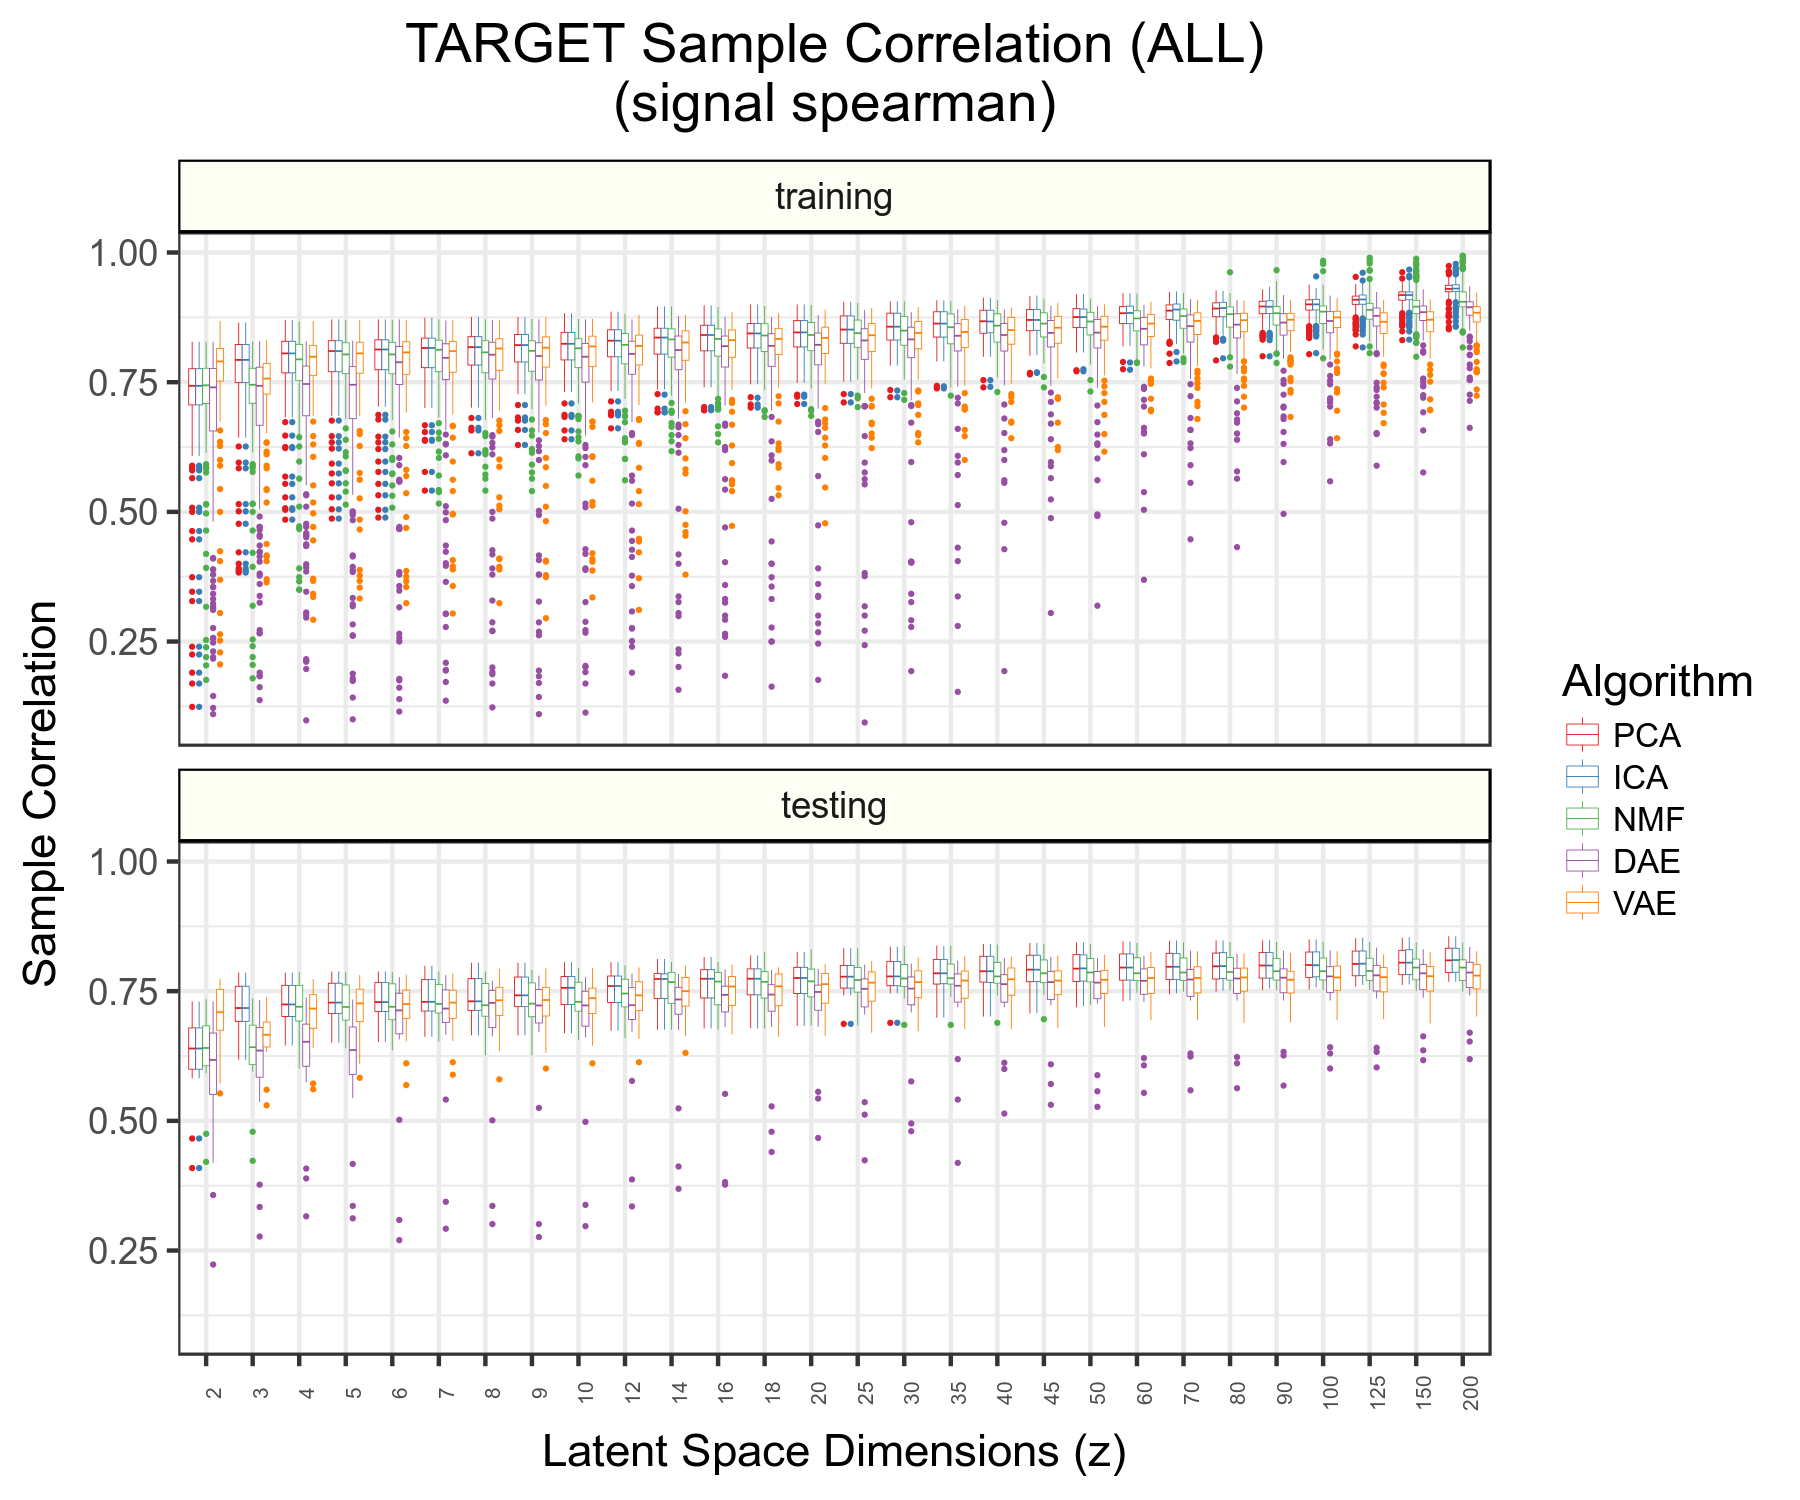 TARGET Sample Correlation (ALL)
(signal spearman)
training
1.00
0.75
0.50
0.25
testing
1.00
0.75
0.50
0.25
Sample Correlation
2 3 4 5 6 7 8 9 10 12 14 16 18 20 25 30 35 40 45 50 60 70 80 90 100 125 150 200
Latent Space Dimensions (z)
Algorithm
PCA
ICA
NMF
DAE
VAE